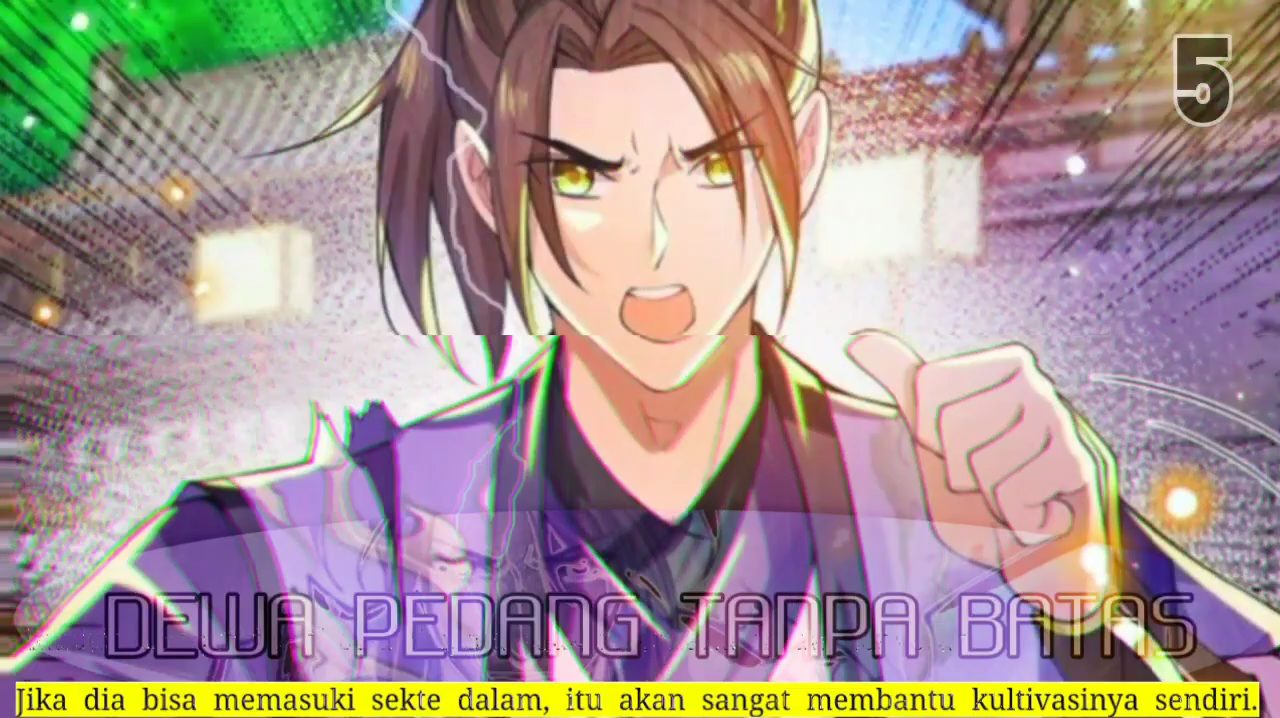 5
DEWA PEDANG TANPA BATAS
Jika dia bisa memasuki sekte dalam, itu akan sangat membantu kultivasinya sendiri.